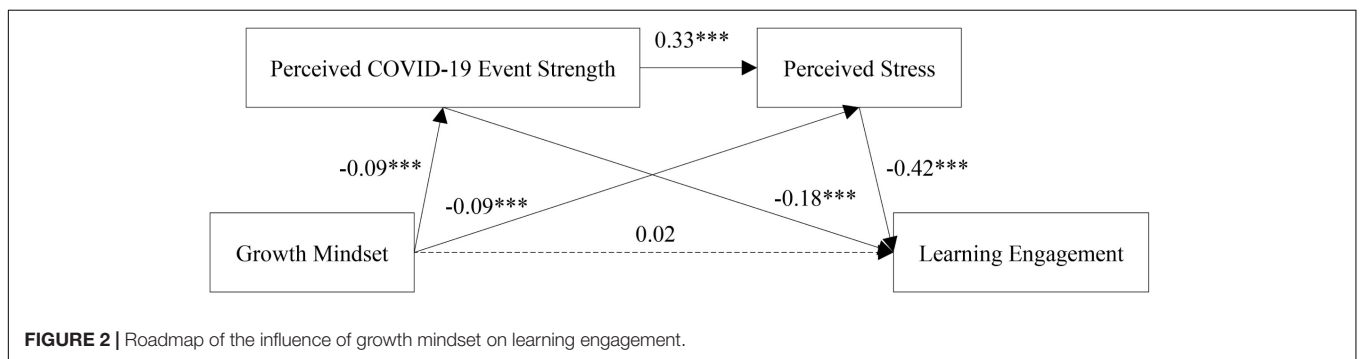 0.33***
Perceived COVID-19 Event Strength
Perceived Stress
-0.09***
-0.42***
-0.09***
-0.18***
0.02
Growth Mindset
Learning Engagement
FIGURE 2 | Roadmap of the influence of growth mindset on learning engagement.